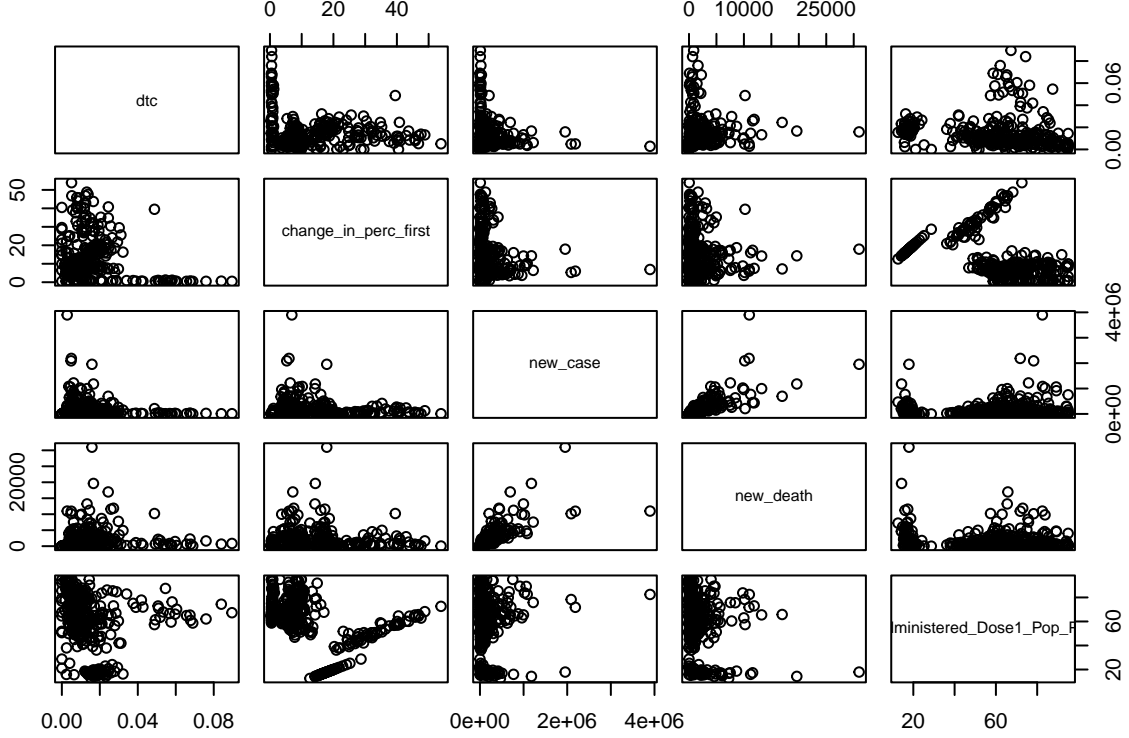 0 20 40
0 10000 25000
dtc
0.00 0.06
0 20 50
change_in_perc_first
new_case
0e+00 4e+06
0 20000
new_death
lministered_Dose1_Pop_P
20 60
0.00 0.04 0.08
0e+00 2e+06 4e+06
20 60